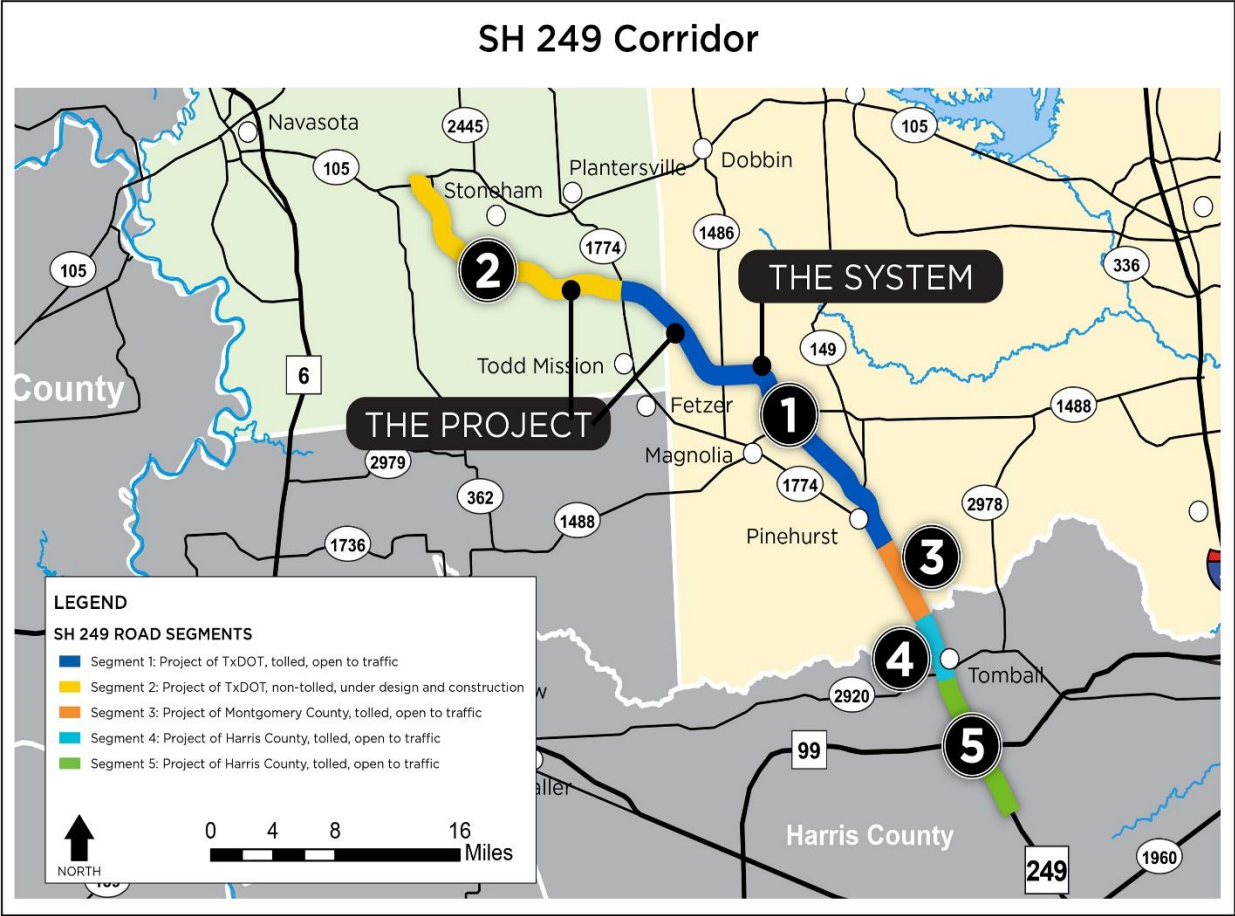 SH 249 Corridor
Navasota
2445
105
105
Plantersville
Dobbin
Stoneham
1774
1486
105
2
THE SYSTEM
336
6
149
Todd Mission
County
Fetzer
1
1488
THE PROJECT
Magnolia
2979
1774
362
2978
1488
Pinehurst
1736
3
4
Tomball
2920
5
99
Harris County
249
1960
LEGEND
SH 249 ROAD SEGMENTS
Segment 1: Project of TxDOT, tolled, open to traffic
Segment 2: Project of TxDOT, non-tolled, under design and construction
Segment 3: Project of Montgomery County, tolled, open to traffic
Segment 4: Project of Harris County, tolled, open to traffic
Segment 5: Project of Harris County, tolled, open to traffic
0 4 8 16
Miles
NORTH